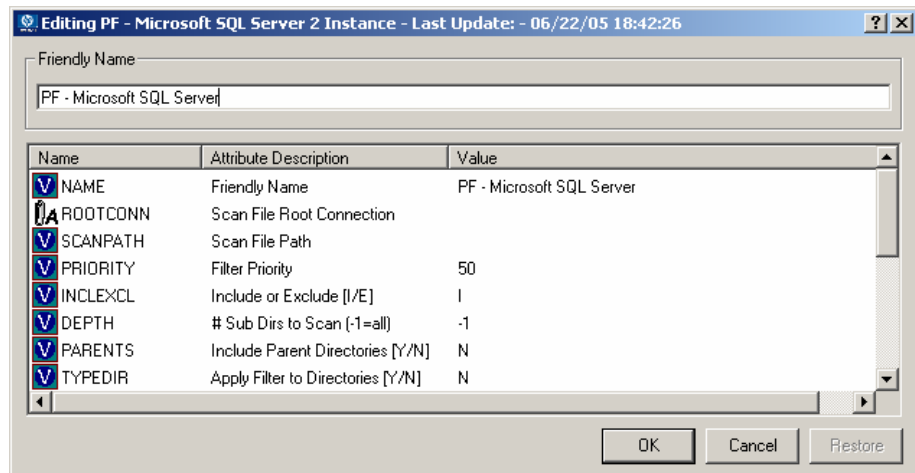 Editing PF - Microsoft SQL Server 2 Instance - Last Update: - 06/22/05 18:42:26
Friendly Name
PF - Microsoft SQL Server
Name Attribute Description Value
V NAME Friendly Name PF - Microsoft SQL Server
A ROOTCONN Scan File Root Connection
V SCANPATH Scan File Path
V PRIORITY Filter Priority 50
V INCLEXCL Include or Exclude [I/E] I
V DEPTH # Sub Dirs to Scan (-1=all) -1
V PARENTS Include Parent Directories [Y/N] N
V TYPEDIR Apply Filter to Directories [Y/N] N
OK Cancel Restore